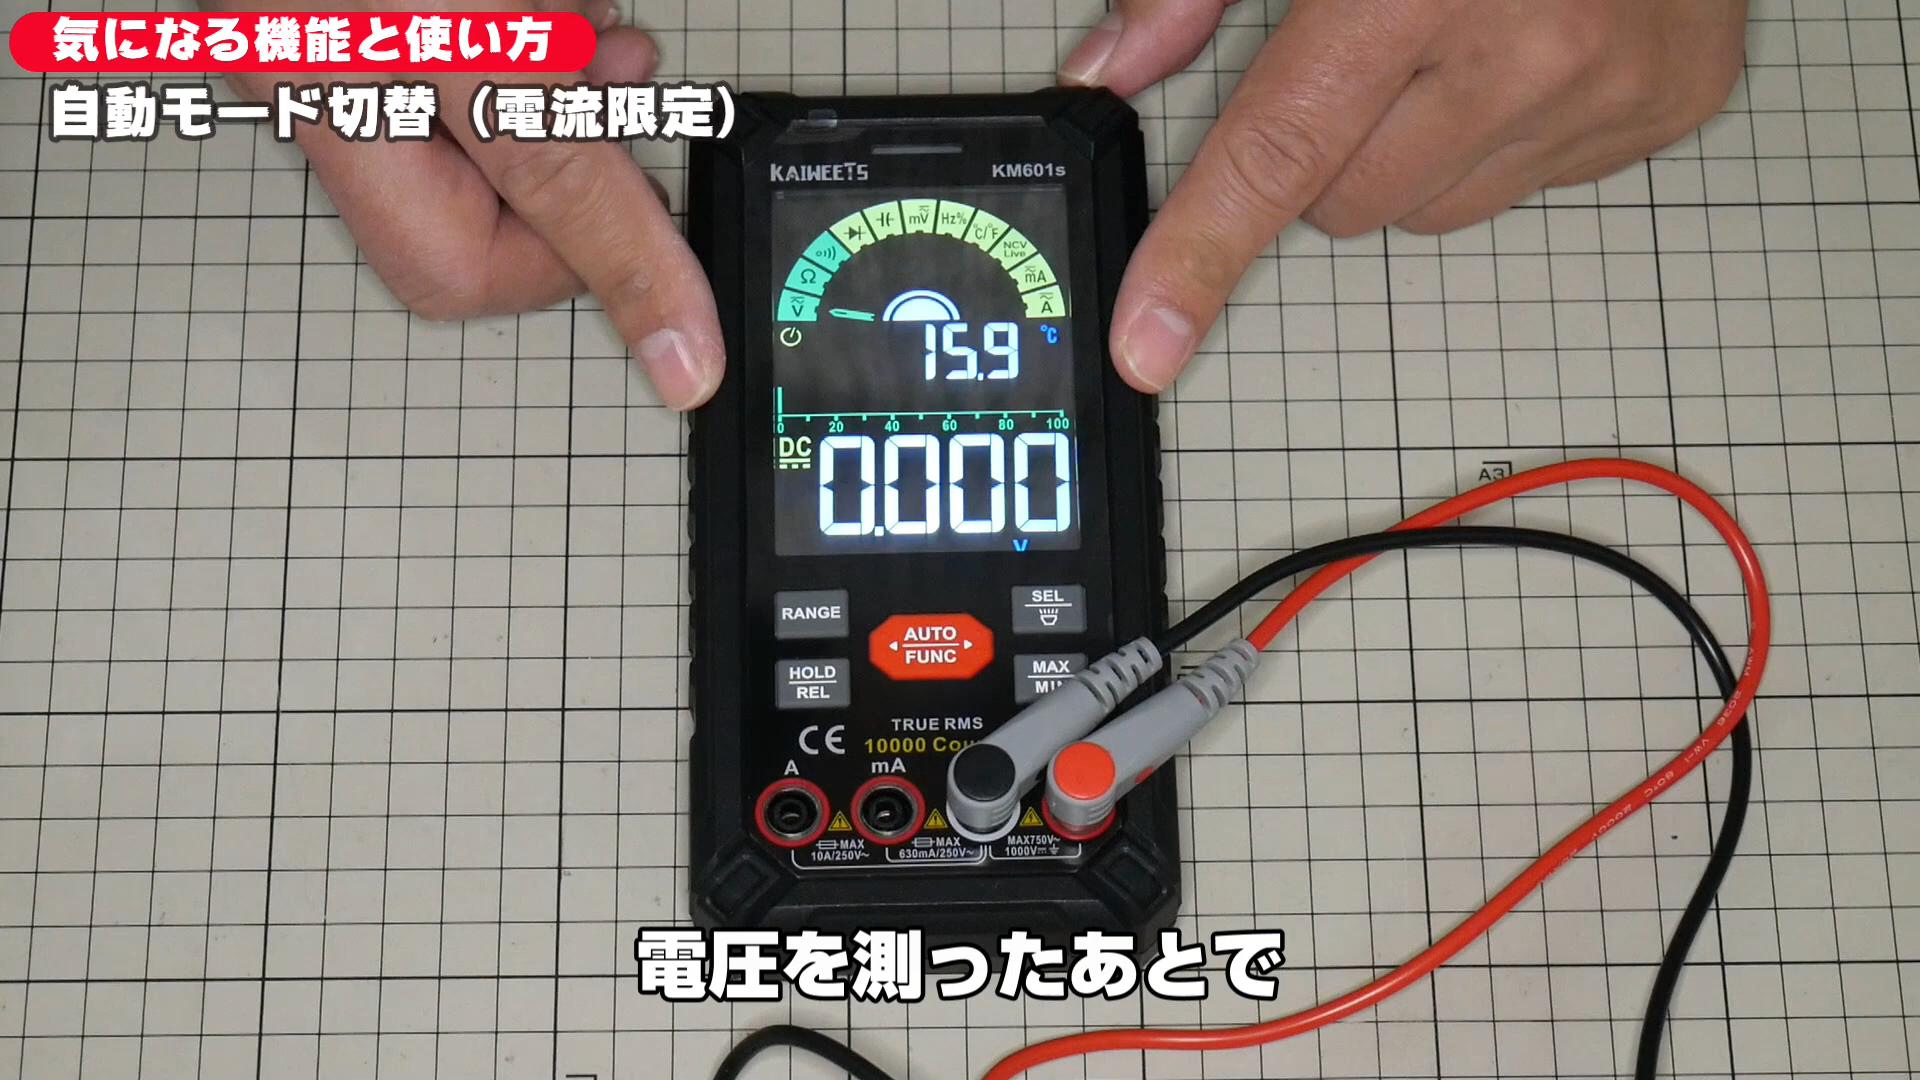 気になる機能と使い方
自動モード切替（電流限定）
KAIWEETS KM601s
mV Hz% °C/°F NCV Live mA A
Ω V
15.9 °C
0 20 40 60 80 100
DC 0.000
V
RANGE
SEL
AUTO
FUNC
HOLD
REL
MAX
MIN
TRUE RMS
10000 Cou
A mA
MAX
10A/250V~
MAX
630mA/250V~
MAX750V~
1000V
A3
電圧を測ったあとで